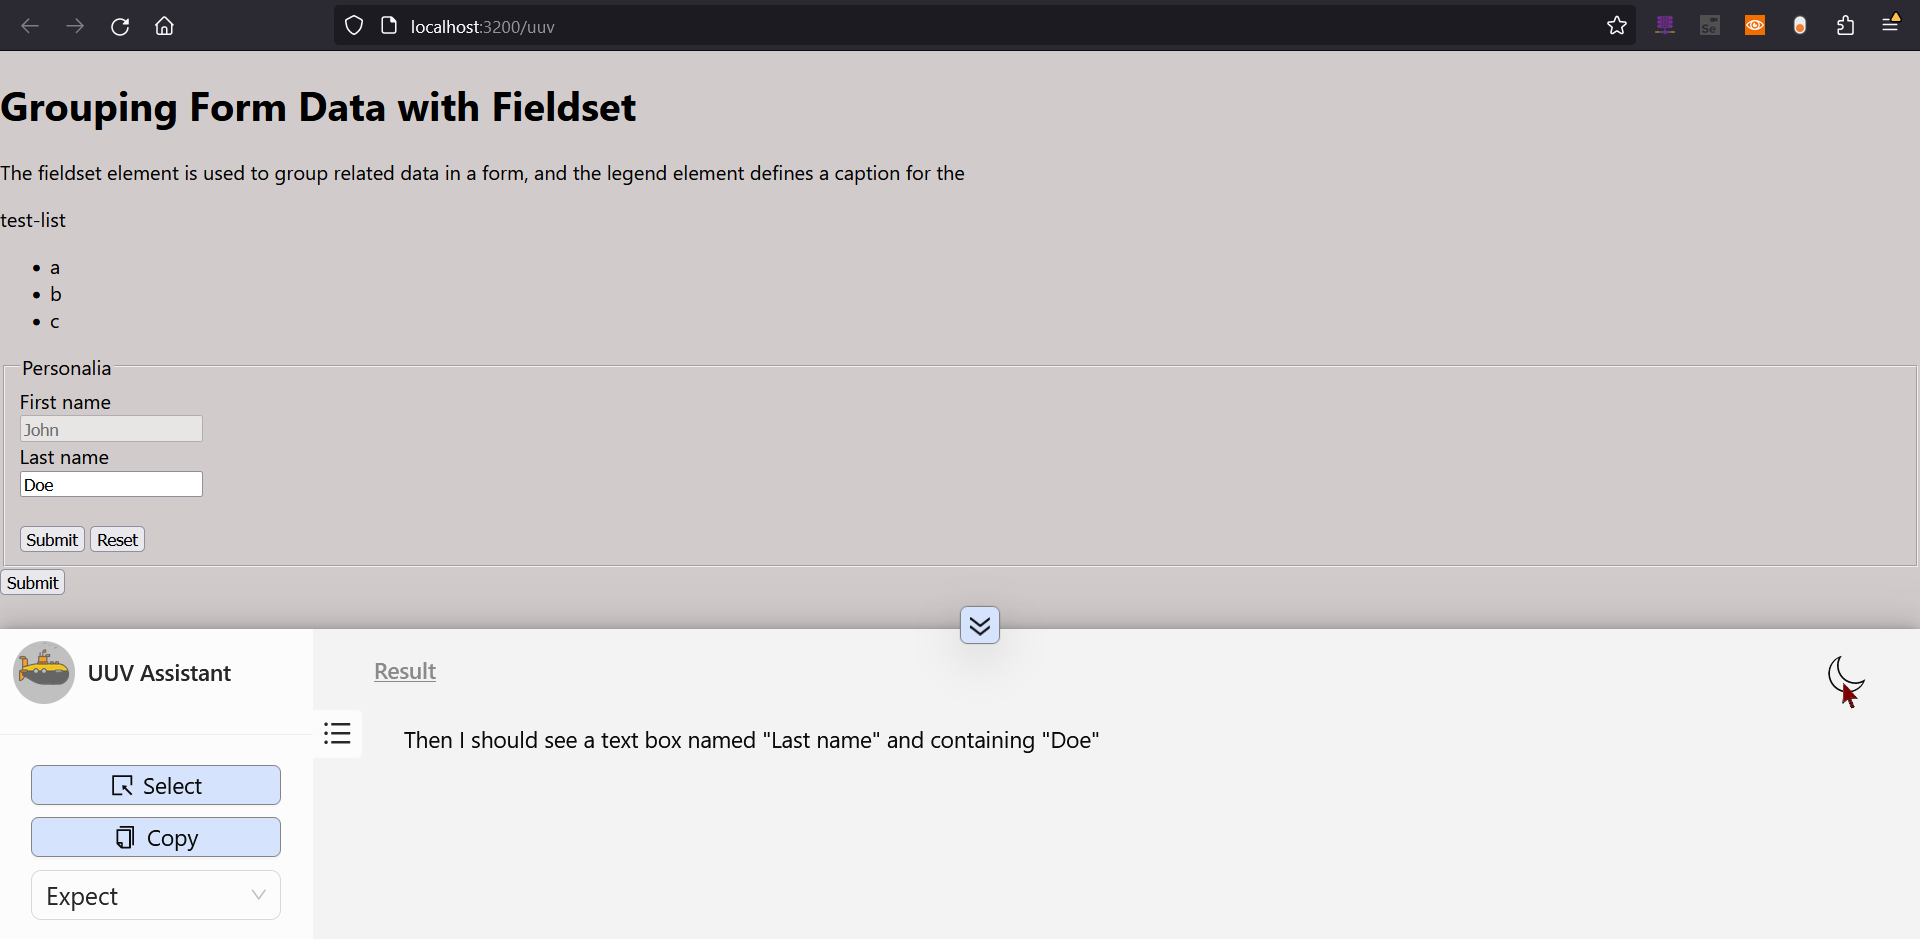 localhost:3200/uuv
Se
Grouping Form Data with Fieldset
The fieldset element is used to group related data in a form, and the legend element defines a caption for the
test-list
a
b
c
Personalia
First name
John
Last name
Doe
Submit Reset
Submit
UUV Assistant
Result
Then I should see a text box named "Last name" and containing "Doe"
Select
Copy
Expect